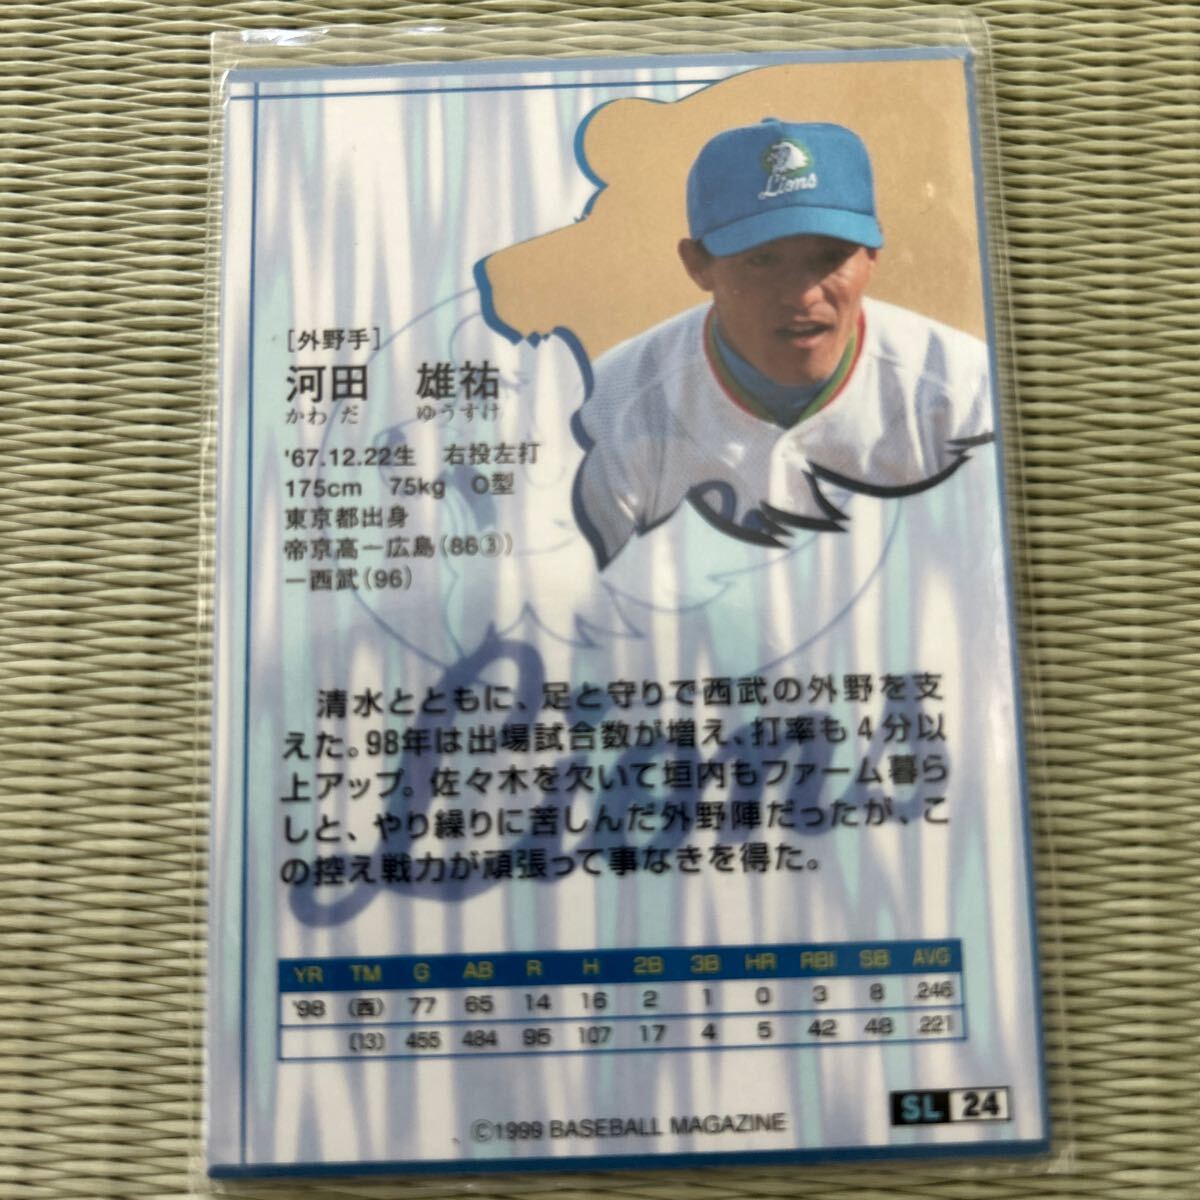 Lions
[外野手]
河田 雄祐
かわだ ゆうすけ
'67.12.22生 右投左打
175cm 75kg O型
東京都出身
帝京高ー広島(86③)
ー西武(96)
Lions
清水とともに、足と守りで西武の外野を支
えた。98年は出場試合数が増え、打率も4分以
上アップ。佐々木を欠いて垣内もファーム暮ら
しと、やり繰りに苦しんだ外野陣だったが、こ
の控え戦力が頑張って事なきを得た。
YR TM G AB R H 2B 3B HR RBI SB AVG
'98 (西) 77 65 14 16 2 1 0 3 8 .246
(13) 455 484 95 107 17 4 5 42 48 .221
SL 24
©1999 BASEBALL MAGAZINE